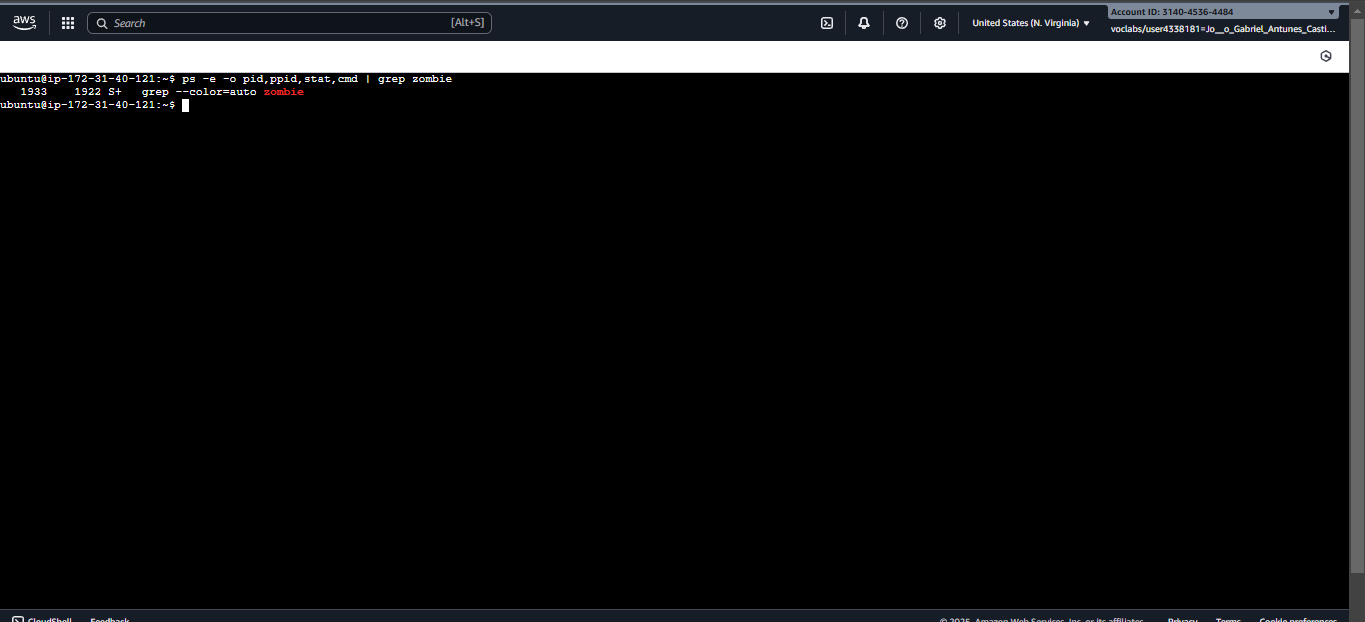 aws
Search [Alt+S]
United States (N. Virginia)
Account ID: 3140-4536-4484
voclabs/user4338181=Jo__o_Gabriel_Antunes_Casti...
ubuntu@ip-172-31-40-121:~$ ps -e -o pid,ppid,stat,cmd | grep zombie
1933 1922 S+ grep --color=auto zombie
ubuntu@ip-172-31-40-121:~$
CloudShell Feedback © 2025, Amazon Web Services, Inc. or its affiliates. Privacy Terms Cookie preferences